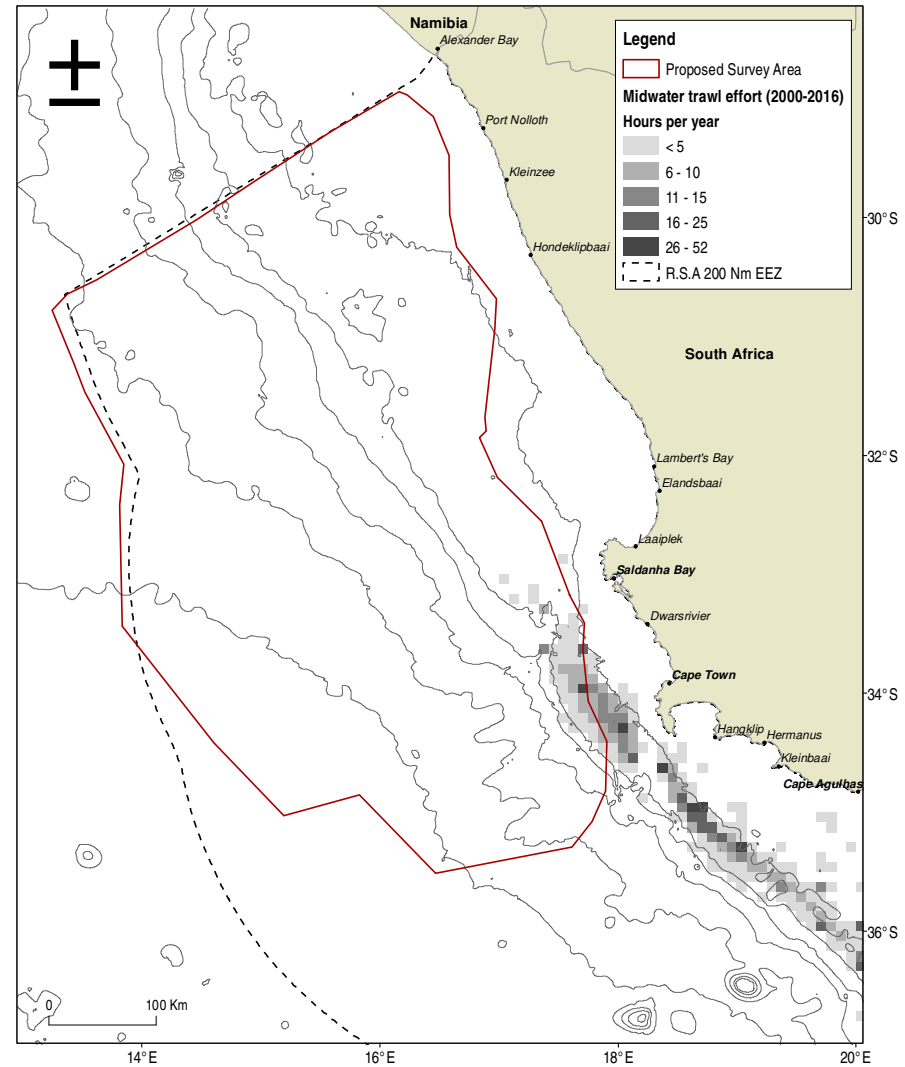 Namibia
Alexander Bay
Port Nolloth
Kleinzee
Hondeklipbaai
Legend
Proposed Survey Area
Midwater trawl effort (2000-2016)
Hours per year
< 5
6 - 10
11 - 15
16 - 25
26 - 52
R.S.A 200 Nm EEZ
30°S
South Africa
32°S
Lambert's Bay
Elandsbaai
Laaiplek
Saldanha Bay
Dwarsrivier
Cape Town
34°S
Hangklip
Hermanus
Kleinbaai
Cape Agulhas
36°S
0 100 Km
14°E 16°E 18°E 20°E